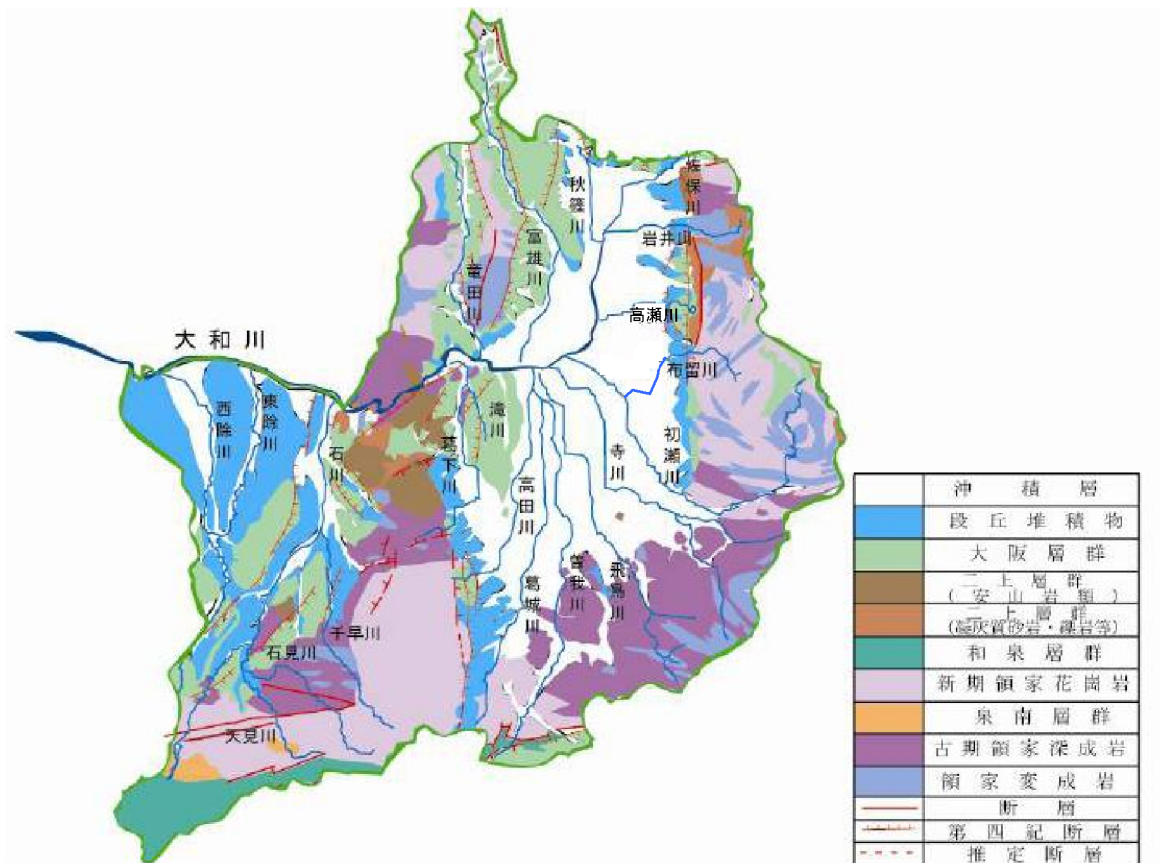 佐保川
秋篠川
岩井川
富雄川
竜田川
高瀬川
大和川
布留川
西除川
東除川
滝川
石川
葛下川
初瀬川
寺川
高田川
曽我川
飛鳥川
葛城川
千早川
石見川
天見川
沖積層
段丘堆積物
大阪層群
二上層群
(安山岩類)
二上層群
(凝灰質砂岩・礫岩等)
和泉層群
新期領家花崗岩
泉南層群
古期領家深成岩
領家変成岩
断層
第四紀断層
推定断層